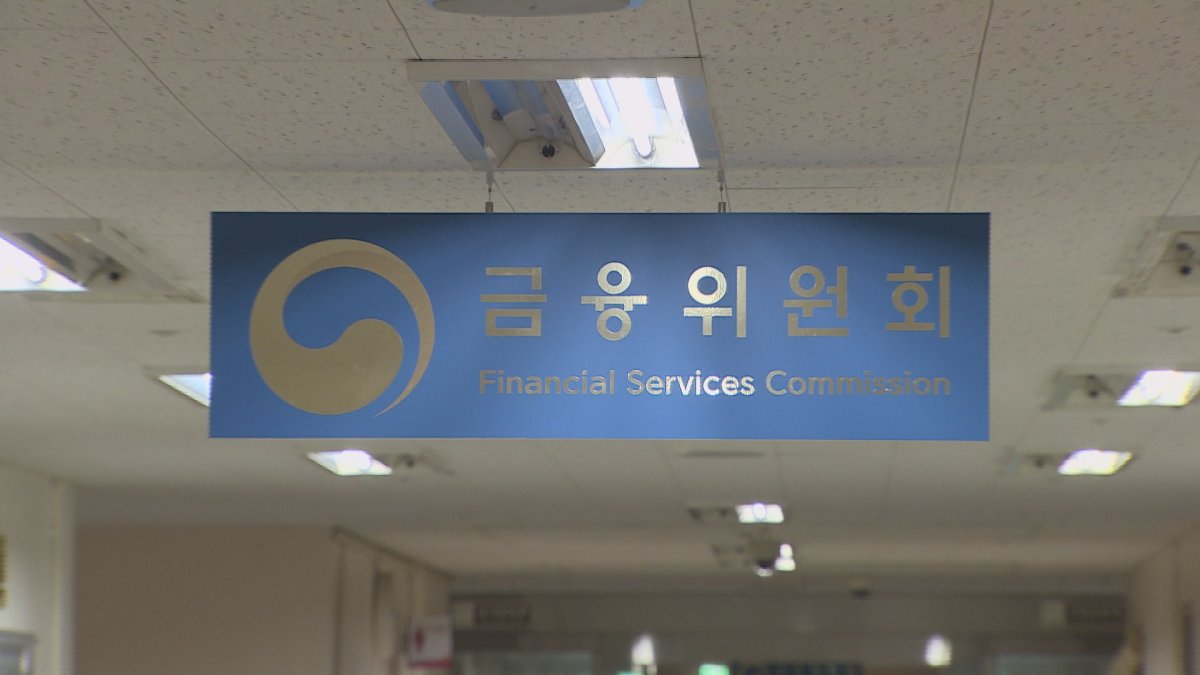 금융위원회
Financial Services Commission